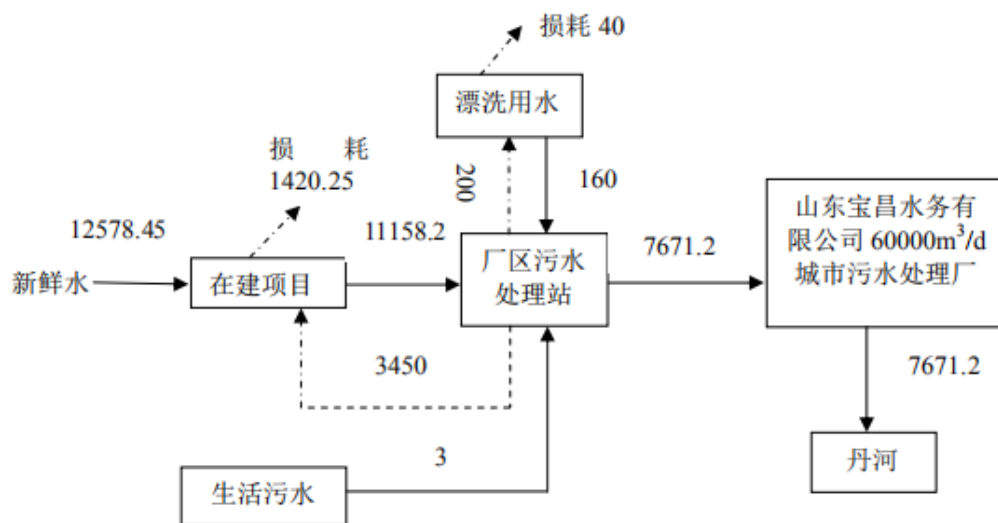 损耗 40
漂洗用水
损 耗
1420.25
200
160
12578.45
11158.2
7671.2
新鲜水
在建项目
厂区污水
处理站
山东宝昌水务有
限公司 60000m³/d
城市污水处理厂
3450
7671.2
3
生活污水
丹河